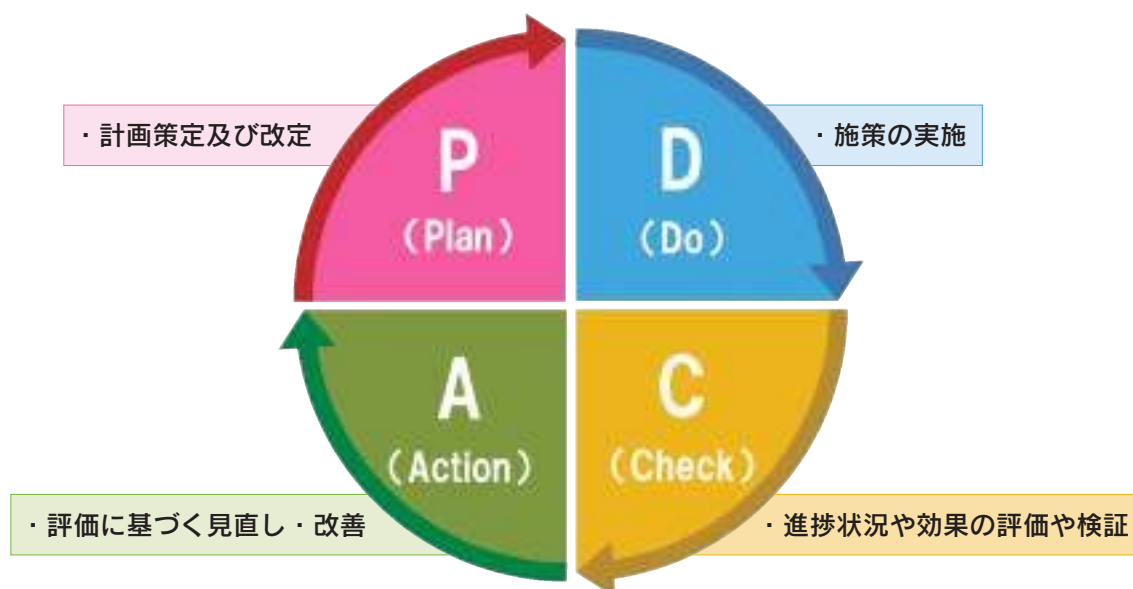 ・計画策定及び改定
P
（Plan）
D
（Do）
・施策の実施
A
（Action）
・評価に基づく見直し・改善
C
（Check）
・進捗状況や効果の評価や検証